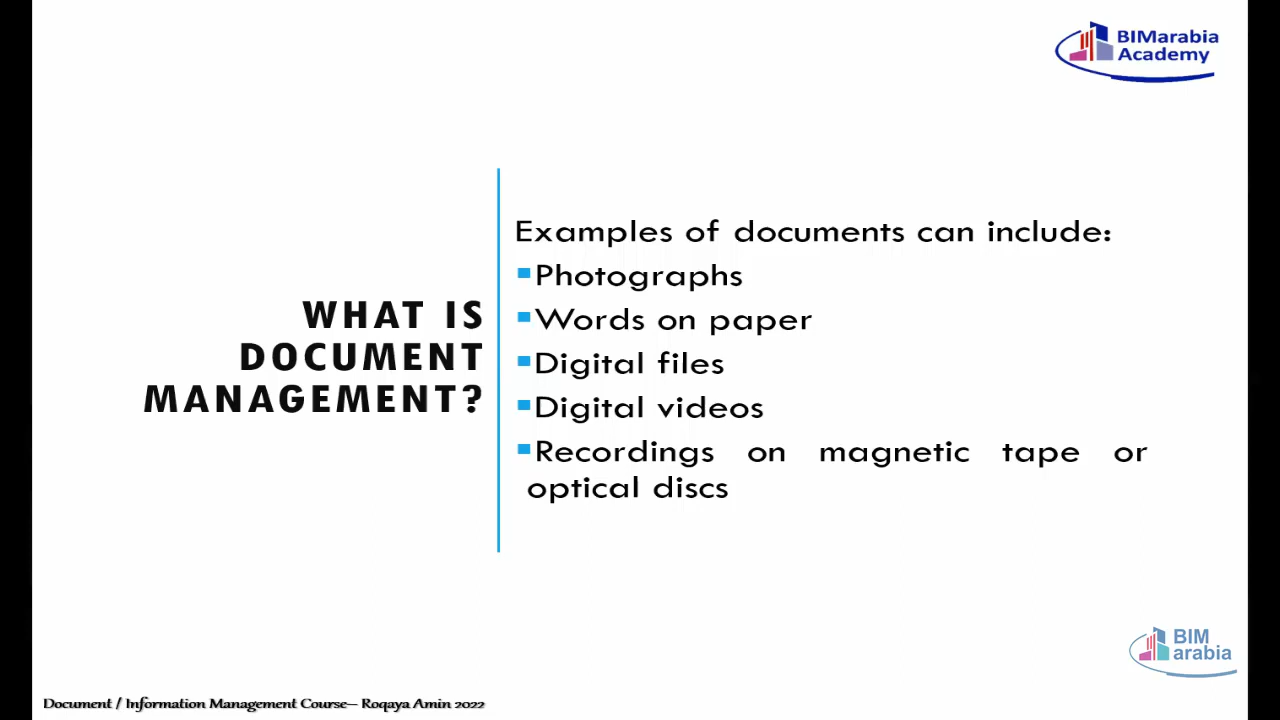 BIMarabia
Academy
WHAT IS
DOCUMENT
MANAGEMENT?
Examples of documents can include:
▪Photographs
▪Words on paper
▪Digital files
▪Digital videos
▪Recordings on magnetic tape or
optical discs
BIM
arabia
Document / Information Management Course– Roqaya Amin 2022